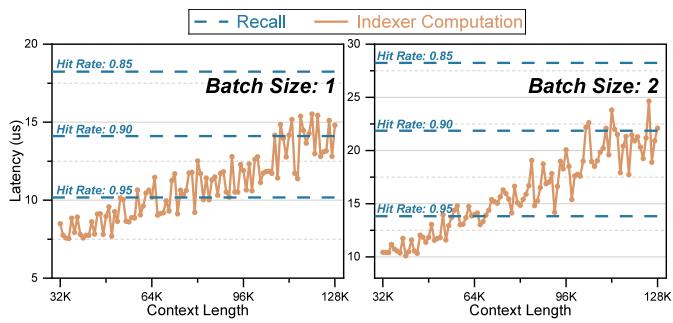 Recall Indexer Computation
Latency (us)
20
15
10
5
Hit Rate: 0.85
Batch Size: 1
Hit Rate: 0.90
Hit Rate: 0.95
32K 64K 96K 128K
Context Length
30
25
20
15
10
Hit Rate: 0.85
Batch Size: 2
Hit Rate: 0.90
Hit Rate: 0.95
32K 64K 96K 128K
Context Length